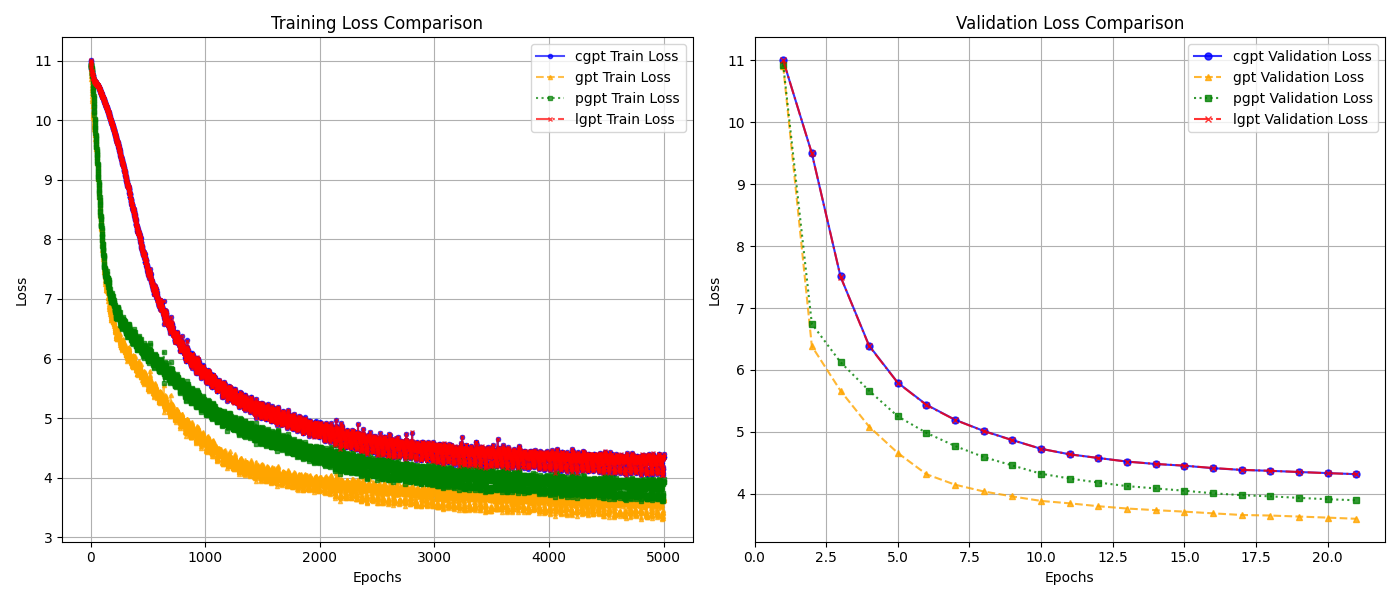 Training Loss Comparison
cgpt Train Loss
gpt Train Loss
pgpt Train Loss
lgpt Train Loss
11
10
9
8
7
6
5
4
3
Loss
0
1000
2000
3000
4000
5000
Epochs
Validation Loss Comparison
cgpt Validation Loss
gpt Validation Loss
pgpt Validation Loss
lgpt Validation Loss
11
10
9
8
7
6
5
4
Loss
0.0
2.5
5.0
7.5
10.0
12.5
15.0
17.5
20.0
Epochs